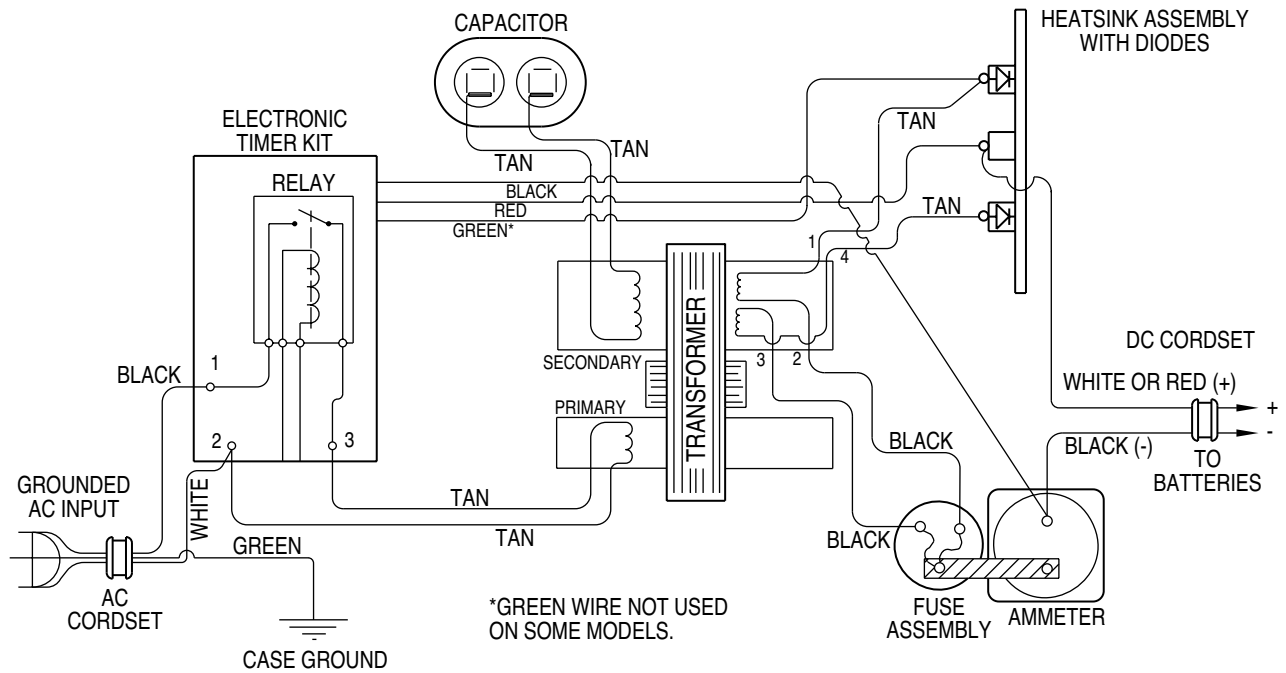 CAPACITOR
HEATSINK ASSEMBLY
WITH DIODES
ELECTRONIC
TIMER KIT
TAN
TAN
TAN
RELAY
BLACK
RED
GREEN*
TAN
1
4
TRANSFORMER
SECONDARY
3
2
DC CORDSET
1
BLACK
WHITE OR RED (+)
+
-
PRIMARY
2
3
BLACK
BLACK (-)
TO
BATTERIES
GROUNDED
AC INPUT
WHITE
TAN
TAN
GREEN
BLACK
AC
CORDSET
*GREEN WIRE NOT USED
ON SOME MODELS.
FUSE
ASSEMBLY
AMMETER
CASE GROUND